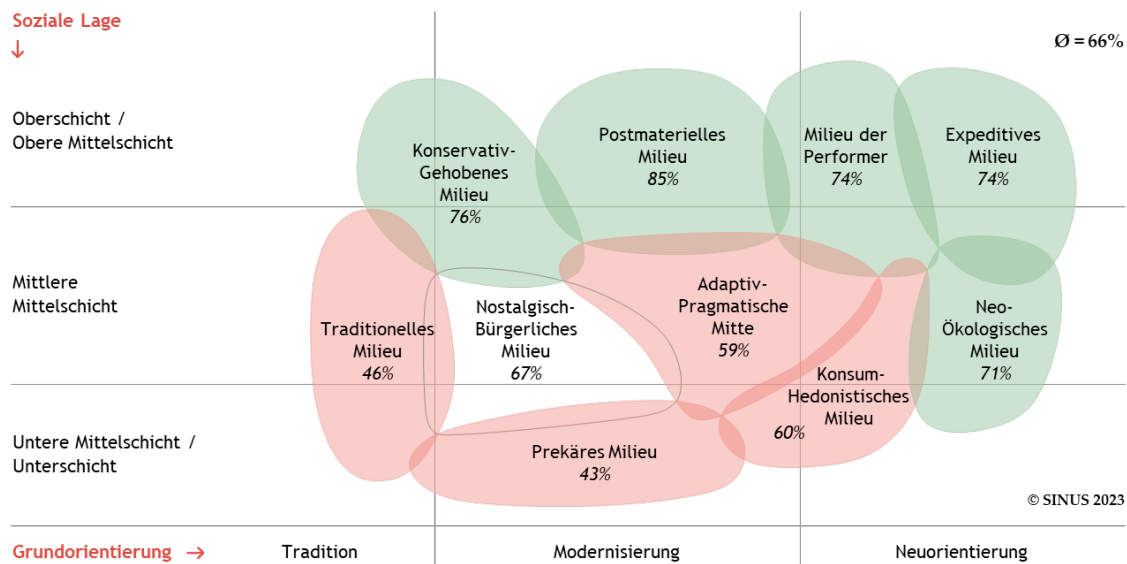 Soziale Lage
↓
Ø = 66%
Oberschicht /
Obere Mittelschicht
Konservativ-
Gehobenes
Milieu
76%
Postmaterielles
Milieu
85%
Milieu der
Performer
74%
Expeditives
Milieu
74%
Mittlere
Mittelschicht
Traditionelles
Milieu
46%
Nostalgisch-
Bürgerliches
Milieu
67%
Adaptiv-
Pragmatische
Mitte
59%
Neo-
Ökologisches
Milieu
71%
Konsum-
Hedonistisches
Milieu
60%
Untere Mittelschicht /
Unterschicht
Prekäres Milieu
43%
© SINUS 2023
Grundorientierung →
Tradition
Modernisierung
Neuorientierung